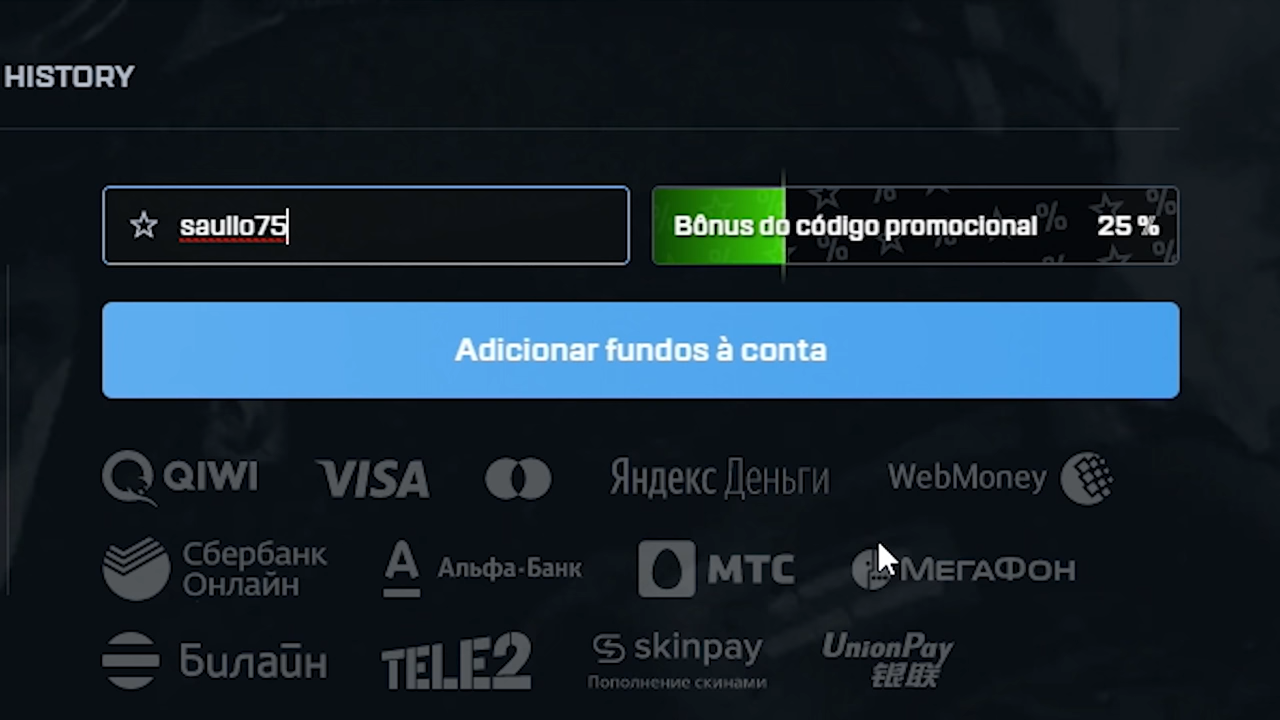 HISTORY
saullo75
Bônus do código promocional 25 %
Adicionar fundos à conta
QIWI VISA Яндекс Деньги WebMoney
Сбербанк Онлайн Альфа·Банк МТС МЕГАФОН
Билайн TELE2 skinpay Пополнение скинами UnionPay 银联